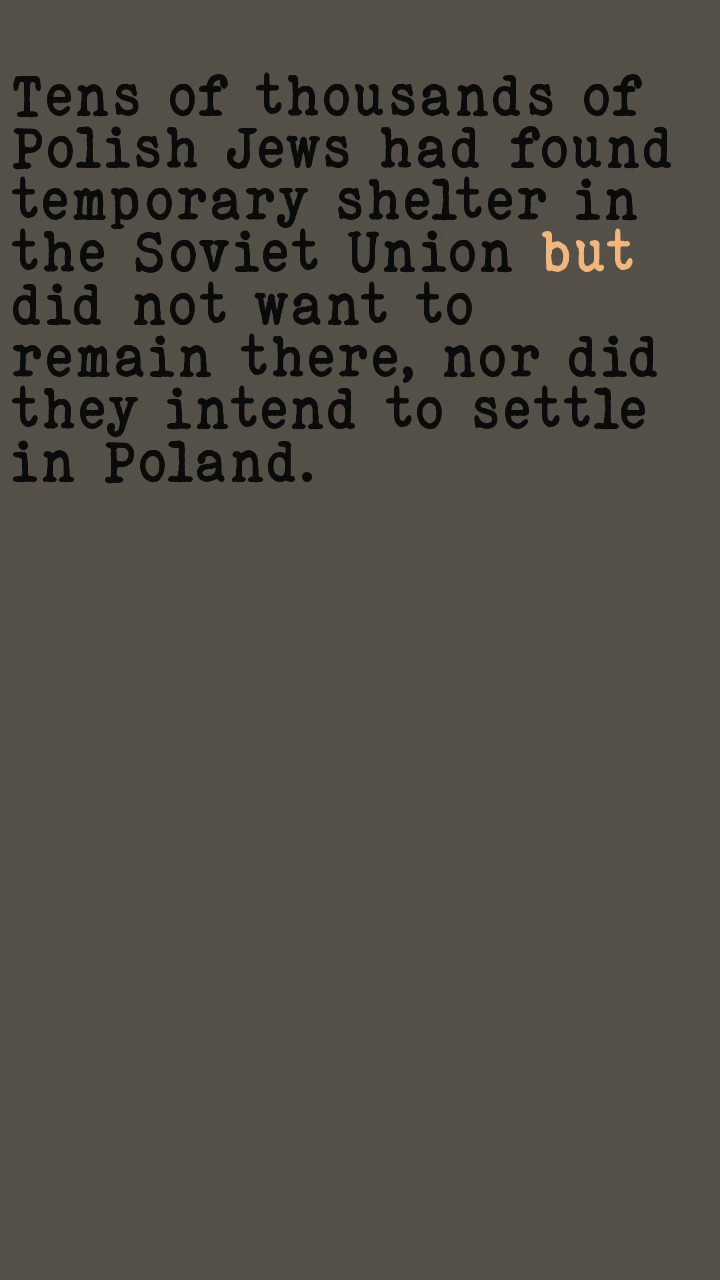 Tens of thousands of
Polish Jews had found
temporary shelter in
the Soviet Union but
did not want to
remain there, nor did
they intend to settle
in Poland.